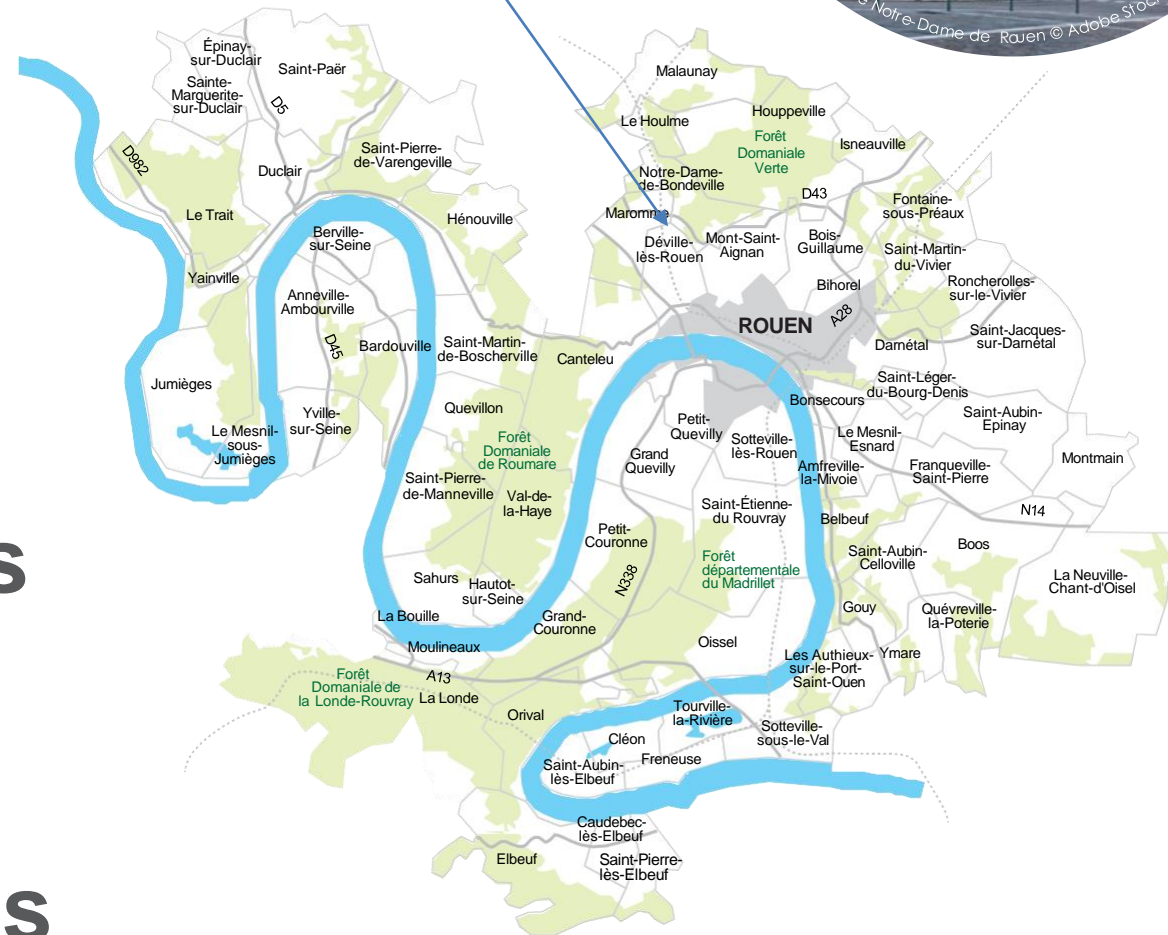 Notre-Dame de Rouen © Adobe Stoc
Épinay-
sur-Duclair
Saint-Paër
Sainte-
Marguerite-
sur-Duclair
D5
D982
Duclair
Saint-Pierre-
de-Varengeville
Le Trait
Hénouville
Berville-
sur-Seine
Yainville
Anneville-
Ambourville
D45
Bardouville
Saint-Martin-
de-Boscherville
Canteleu
Jumièges
Quevillon
Yville-
sur-Seine
Le Mesnil-
sous-
Jumièges
Forêt
Domaniale
de Roumare
Saint-Pierre-
de-Manneville
Val-de-
la-Haye
Sahurs
Hautot-
sur-Seine
La Bouille
Moulineaux
Malaunay
Le Houlme
Houppeville
Forêt
Domaniale
Verte
Isneauville
Notre-Dame-
de-Bondeville
D43
Fontaine-
sous-Préaux
Maromme
Déville-
lès-Rouen
Mont-Saint-
Aignan
Bois-
Guillaume
Saint-Martin-
du-Vivier
Bihorel
Roncherolles-
sur-le-Vivier
ROUEN
A28
Darnétal
Saint-Jacques-
sur-Darnétal
Saint-Léger-
du-Bourg-Denis
Bonsecours
Saint-Aubin-
Epinay
Petit-
Quevilly
Sotteville-
lès-Rouen
Le Mesnil-
Esnard
Grand
Quevilly
Amfreville-
la-Mivoie
Franqueville-
Saint-Pierre
Montmain
Saint-Étienne-
du Rouvray
Belbeuf
N14
Petit-
Couronne
Boos
Forêt
départementale
du Madrillet
Saint-Aubin-
Celloville
La Neuville-
Chant-d'Oisel
N338
Grand-
Couronne
Gouy
Quévreville-
la-Poterie
Oissel
Les Authieux-
sur-le-Port-
Saint-Ouen
Ymare
Forêt
Domaniale de
la Londe-Rouvray
A13
La Londe
Orival
Tourville-
la-Rivière
Sotteville-
sous-le-Val
Cléon
Freneuse
Saint-Aubin-
lès-Elbeuf
Caudebec-
lès-Elbeuf
Elbeuf
Saint-Pierre-
lès-Elbeuf
s
s